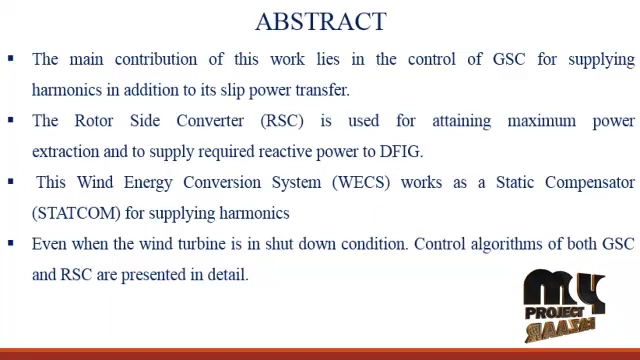 ABSTRACT
▪ The main contribution of this work lies in the control of GSC for supplying
harmonics in addition to its slip power transfer.
▪ The Rotor Side Converter (RSC) is used for attaining maximum power
extraction and to supply required reactive power to DFIG.
▪ This Wind Energy Conversion System (WECS) works as a Static Compensator
(STATCOM) for supplying harmonics
▪ Even when the wind turbine is in shut down condition. Control algorithms of both GSC
and RSC are presented in detail.
MY
PROJECT